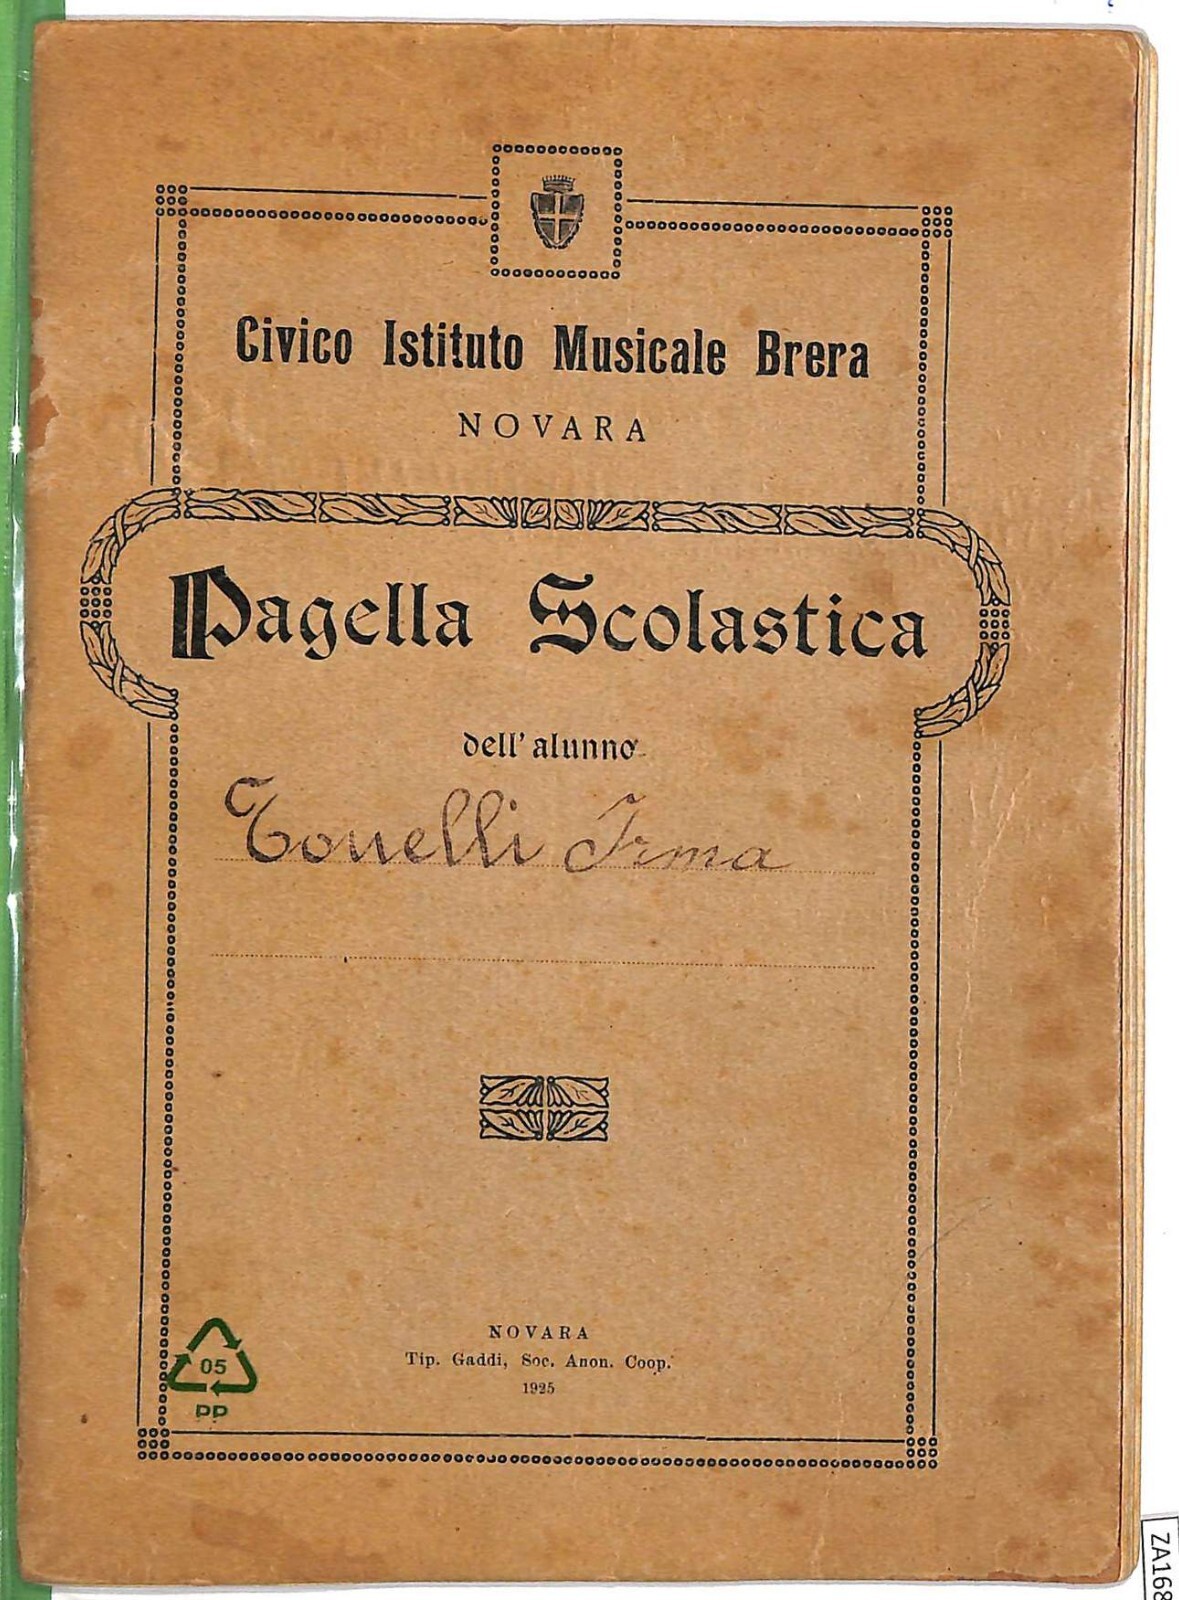 Civico Istituto Musicale Brera
NOVARA
Pagella Scolastica
dell' alunno
Tonelli Irma
NOVARA
Tip. Gaddi, Soc. Anon. Coop.
1925
05
PP
ZA168